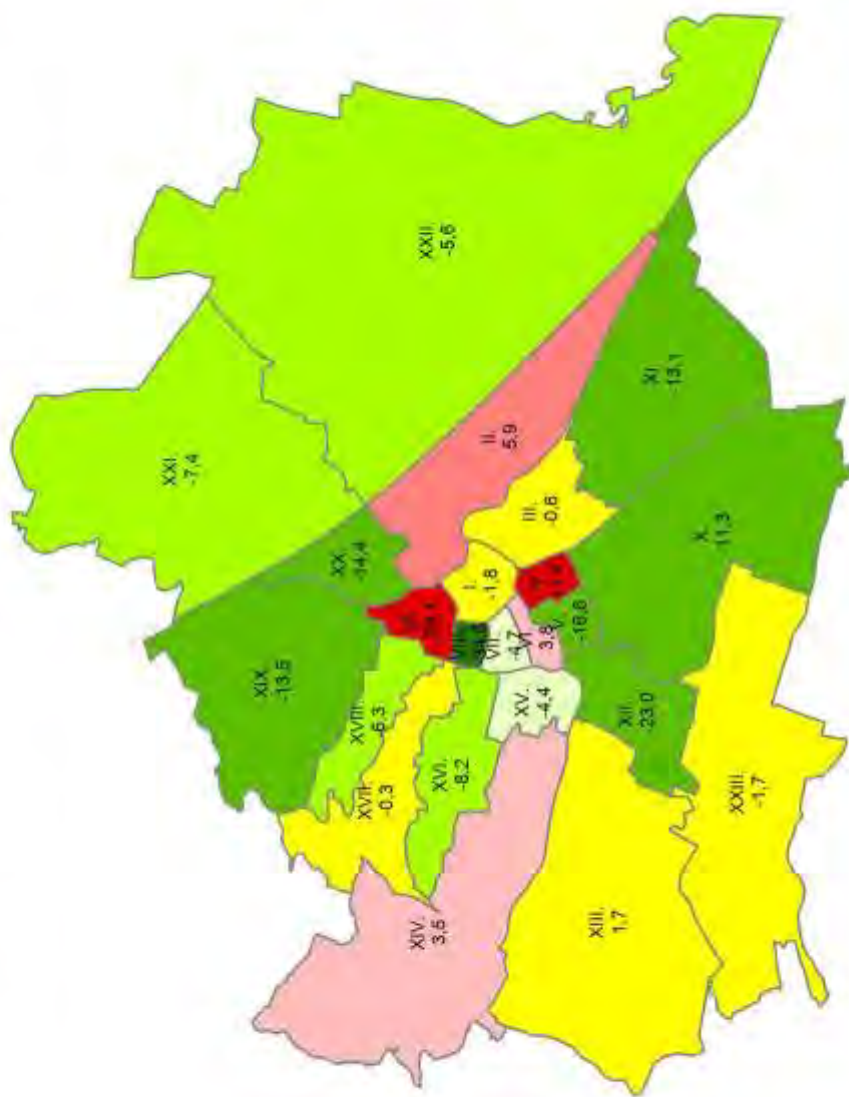 XXI.
-7,4
XIX.
-13,5
XXII.
-5,6
XX.
-14,4
XVIII.
-6,3
XVII.
-0,3
XIV.
3,6
XVI.
-8,2
I.
-1,8
II.
5,9
VII.
-4,7
XV.
-4,4
III.
-0,6
VI.
3,8
V.
-16,6
XIII.
1,7
XII.
-23,0
XI.
-13,1
X.
-11,3
XXIII.
-1,7